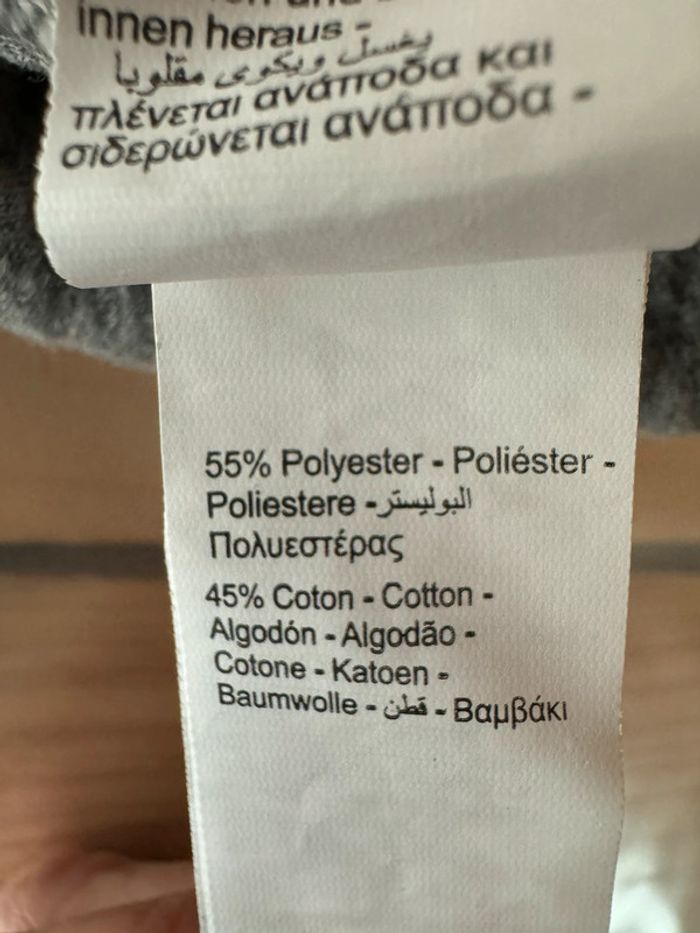 innen heraus -
يغسل ويكوى مقلوبا
πλένεται ανάποδα και
σιδερώνεται ανάποδα -
55% Polyester - Poliéster -
Poliestere - البوليستر
Πολυεστέρας
45% Coton - Cotton -
Algodón - Algodão -
Cotone - Katoen -
Baumwolle - قطن - Βαμβάκι